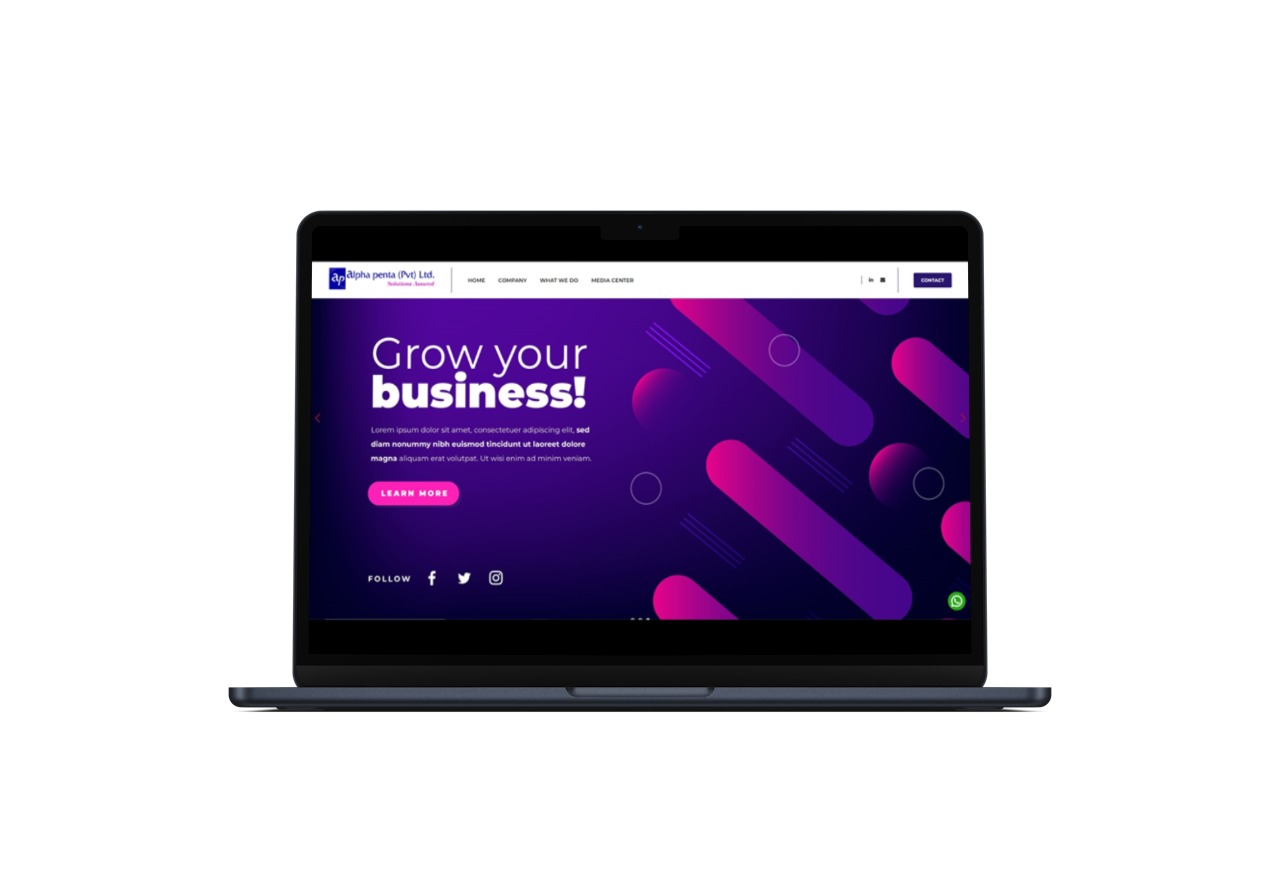 ap alpha penta (Pvt) Ltd.
Solutions Assured
HOME COMPANY WHAT WE DO MEDIA CENTER
in
CONTACT
Grow your
business!
Lorem ipsum dolor sit amet, consectetuer adipiscing elit, sed
diam nonummy nibh euismod tincidunt ut laoreet dolore
magna aliquam erat volutpat. Ut wisi enim ad minim veniam.
LEARN MORE
FOLLOW